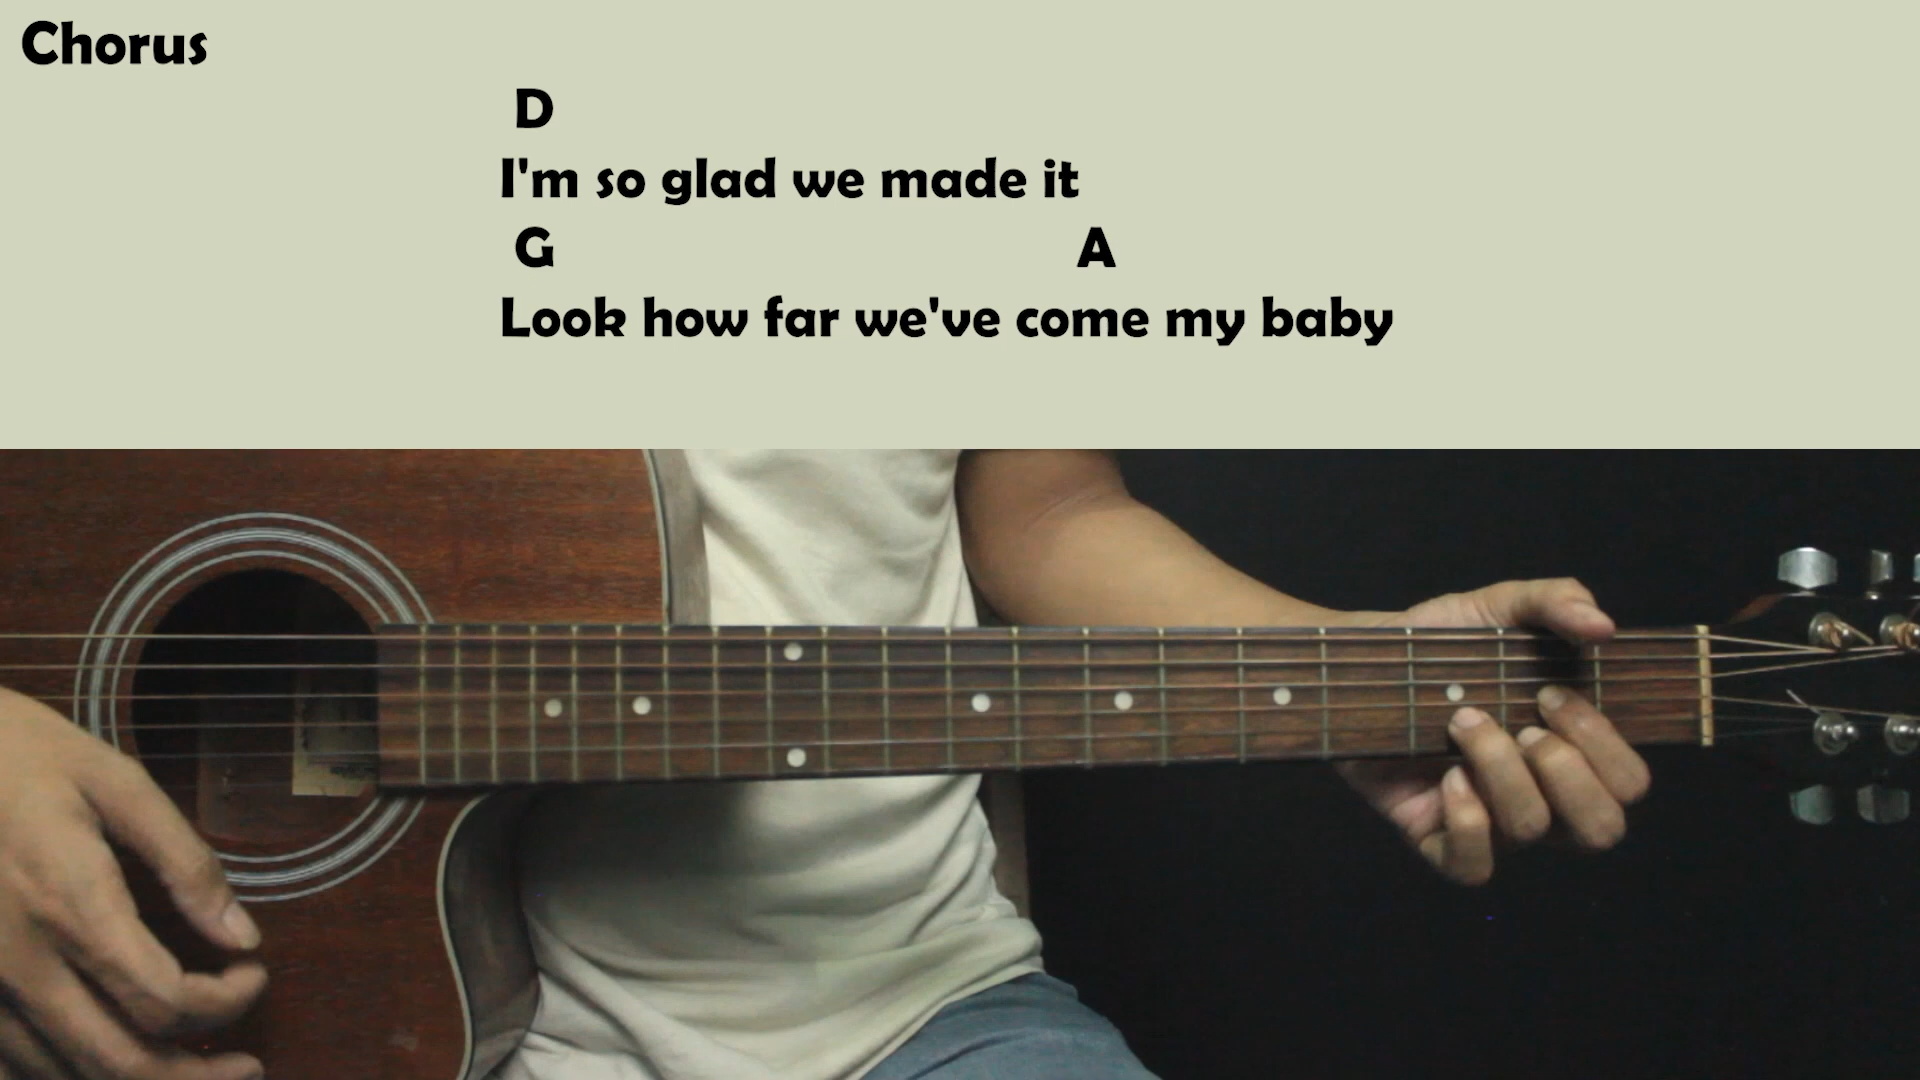 Chorus
D
I'm so glad we made it
G A
Look how far we've come my baby